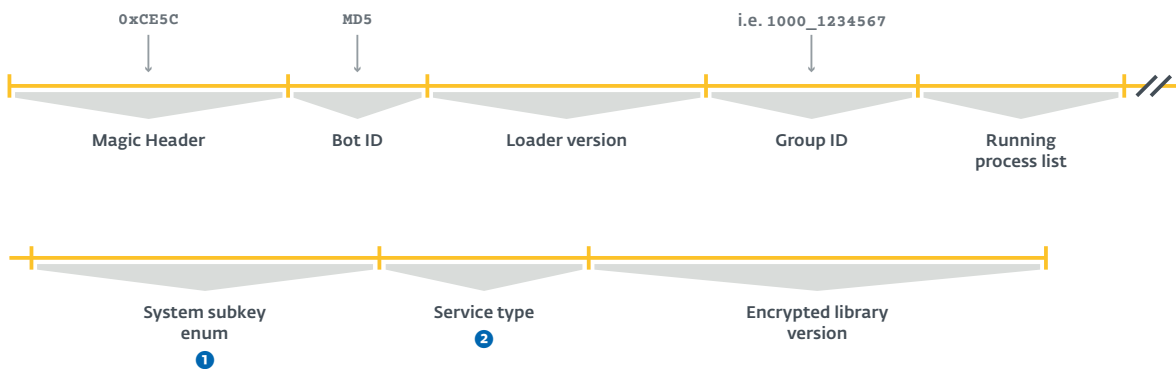 0xCE5C
MD5
i.e. 1000_1234567
Magic Header
Bot ID
Loader version
Group ID
Running
process list
System subkey
enum
1
Service type
2
Encrypted library
version